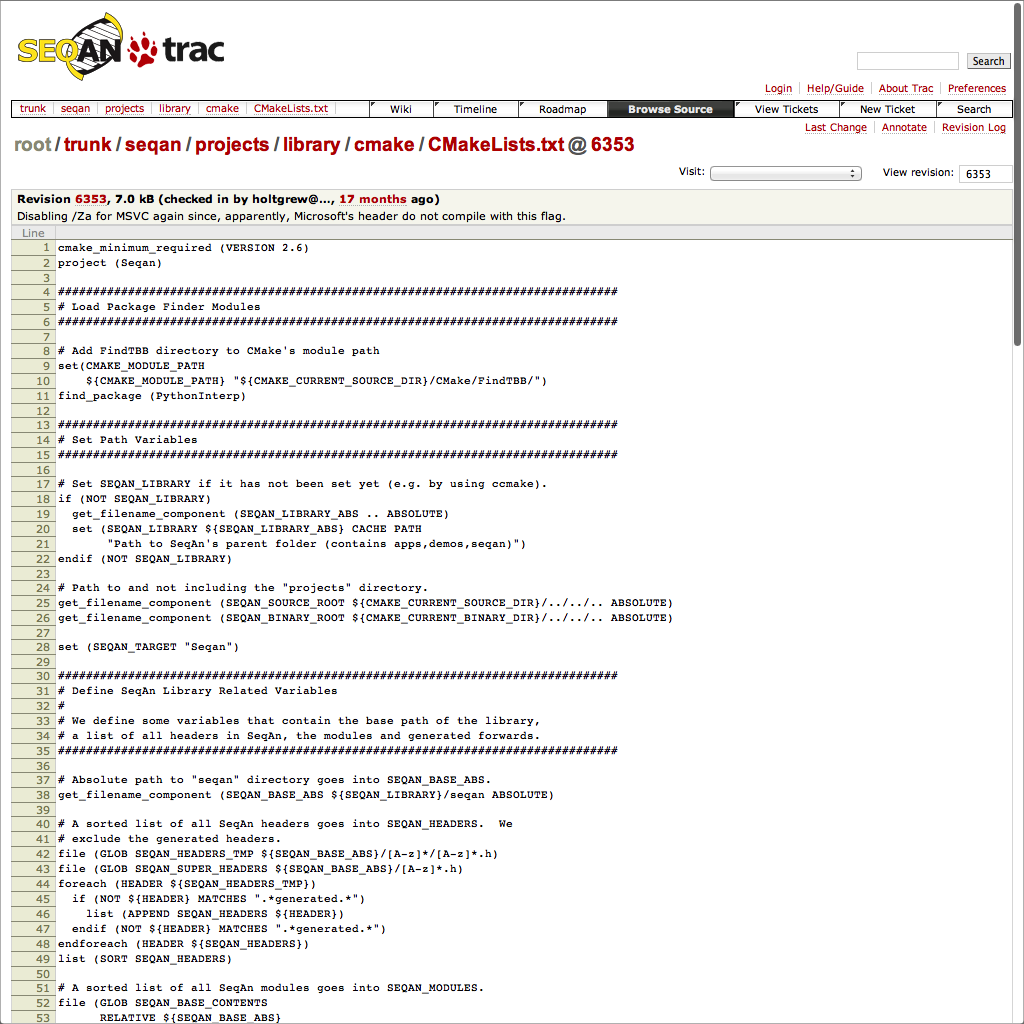 SEQAN trac
Search
Login Help/Guide About Trac Preferences
trunk seqan projects library cmake CMakeLists.txt Wiki Timeline Roadmap Browse Source View Tickets New Ticket Search
Last Change Annotate Revision Log
root/trunk/seqan/projects/library/cmake/CMakeLists.txt @ 6353
Visit: View revision: 6353
Revision 6353, 7.0 kB (checked in by holtgrew@..., 17 months ago)
Disabling /Za for MSVC again since, apparently, Microsoft's header do not compile with this flag.
Line
1 cmake_minimum_required (VERSION 2.6)
2 project (Seqan)
3
4 ################################################################################
5 # Load Package Finder Modules
6 ################################################################################
7
8 # Add FindTBB directory to CMake's module path
9 set(CMAKE_MODULE_PATH
10     ${CMAKE_MODULE_PATH} "${CMAKE_CURRENT_SOURCE_DIR}/CMake/FindTBB/")
11 find_package (PythonInterp)
12
13 ################################################################################
14 # Set Path Variables
15 ################################################################################
16
17 # Set SEQAN_LIBRARY if it has not been set yet (e.g. by using ccmake).
18 if (NOT SEQAN_LIBRARY)
19   get_filename_component (SEQAN_LIBRARY_ABS .. ABSOLUTE)
20   set (SEQAN_LIBRARY ${SEQAN_LIBRARY_ABS} CACHE PATH
21        "Path to SeqAn's parent folder (contains apps,demos,seqan)")
22 endif (NOT SEQAN_LIBRARY)
23
24 # Path to and not including the "projects" directory.
25 get_filename_component (SEQAN_SOURCE_ROOT ${CMAKE_CURRENT_SOURCE_DIR}/../../.. ABSOLUTE)
26 get_filename_component (SEQAN_BINARY_ROOT ${CMAKE_CURRENT_BINARY_DIR}/../../.. ABSOLUTE)
27
28 set (SEQAN_TARGET "Seqan")
29
30 ################################################################################
31 # Define SeqAn Library Related Variables
32 #
33 # We define some variables that contain the base path of the library,
34 # a list of all headers in SeqAn, the modules and generated forwards.
35 ################################################################################
36
37 # Absolute path to "seqan" directory goes into SEQAN_BASE_ABS.
38 get_filename_component (SEQAN_BASE_ABS ${SEQAN_LIBRARY}/seqan ABSOLUTE)
39
40 # A sorted list of all SeqAn headers goes into SEQAN_HEADERS.  We
41 # exclude the generated headers.
42 file (GLOB SEQAN_HEADERS_TMP ${SEQAN_BASE_ABS}/[A-z]*/[A-z]*.h)
43 file (GLOB SEQAN_SUPER_HEADERS ${SEQAN_BASE_ABS}/[A-z]*.h)
44 foreach (HEADER ${SEQAN_HEADERS_TMP})
45   if (NOT ${HEADER} MATCHES ".*generated.*")
46     list (APPEND SEQAN_HEADERS ${HEADER})
47   endif (NOT ${HEADER} MATCHES ".*generated.*")
48 endforeach (HEADER ${SEQAN_HEADERS})
49 list (SORT SEQAN_HEADERS)
50
51 # A sorted list of all SeqAn modules goes into SEQAN_MODULES.
52 file (GLOB SEQAN_BASE_CONTENTS
53       RELATIVE ${SEQAN_BASE_ABS}